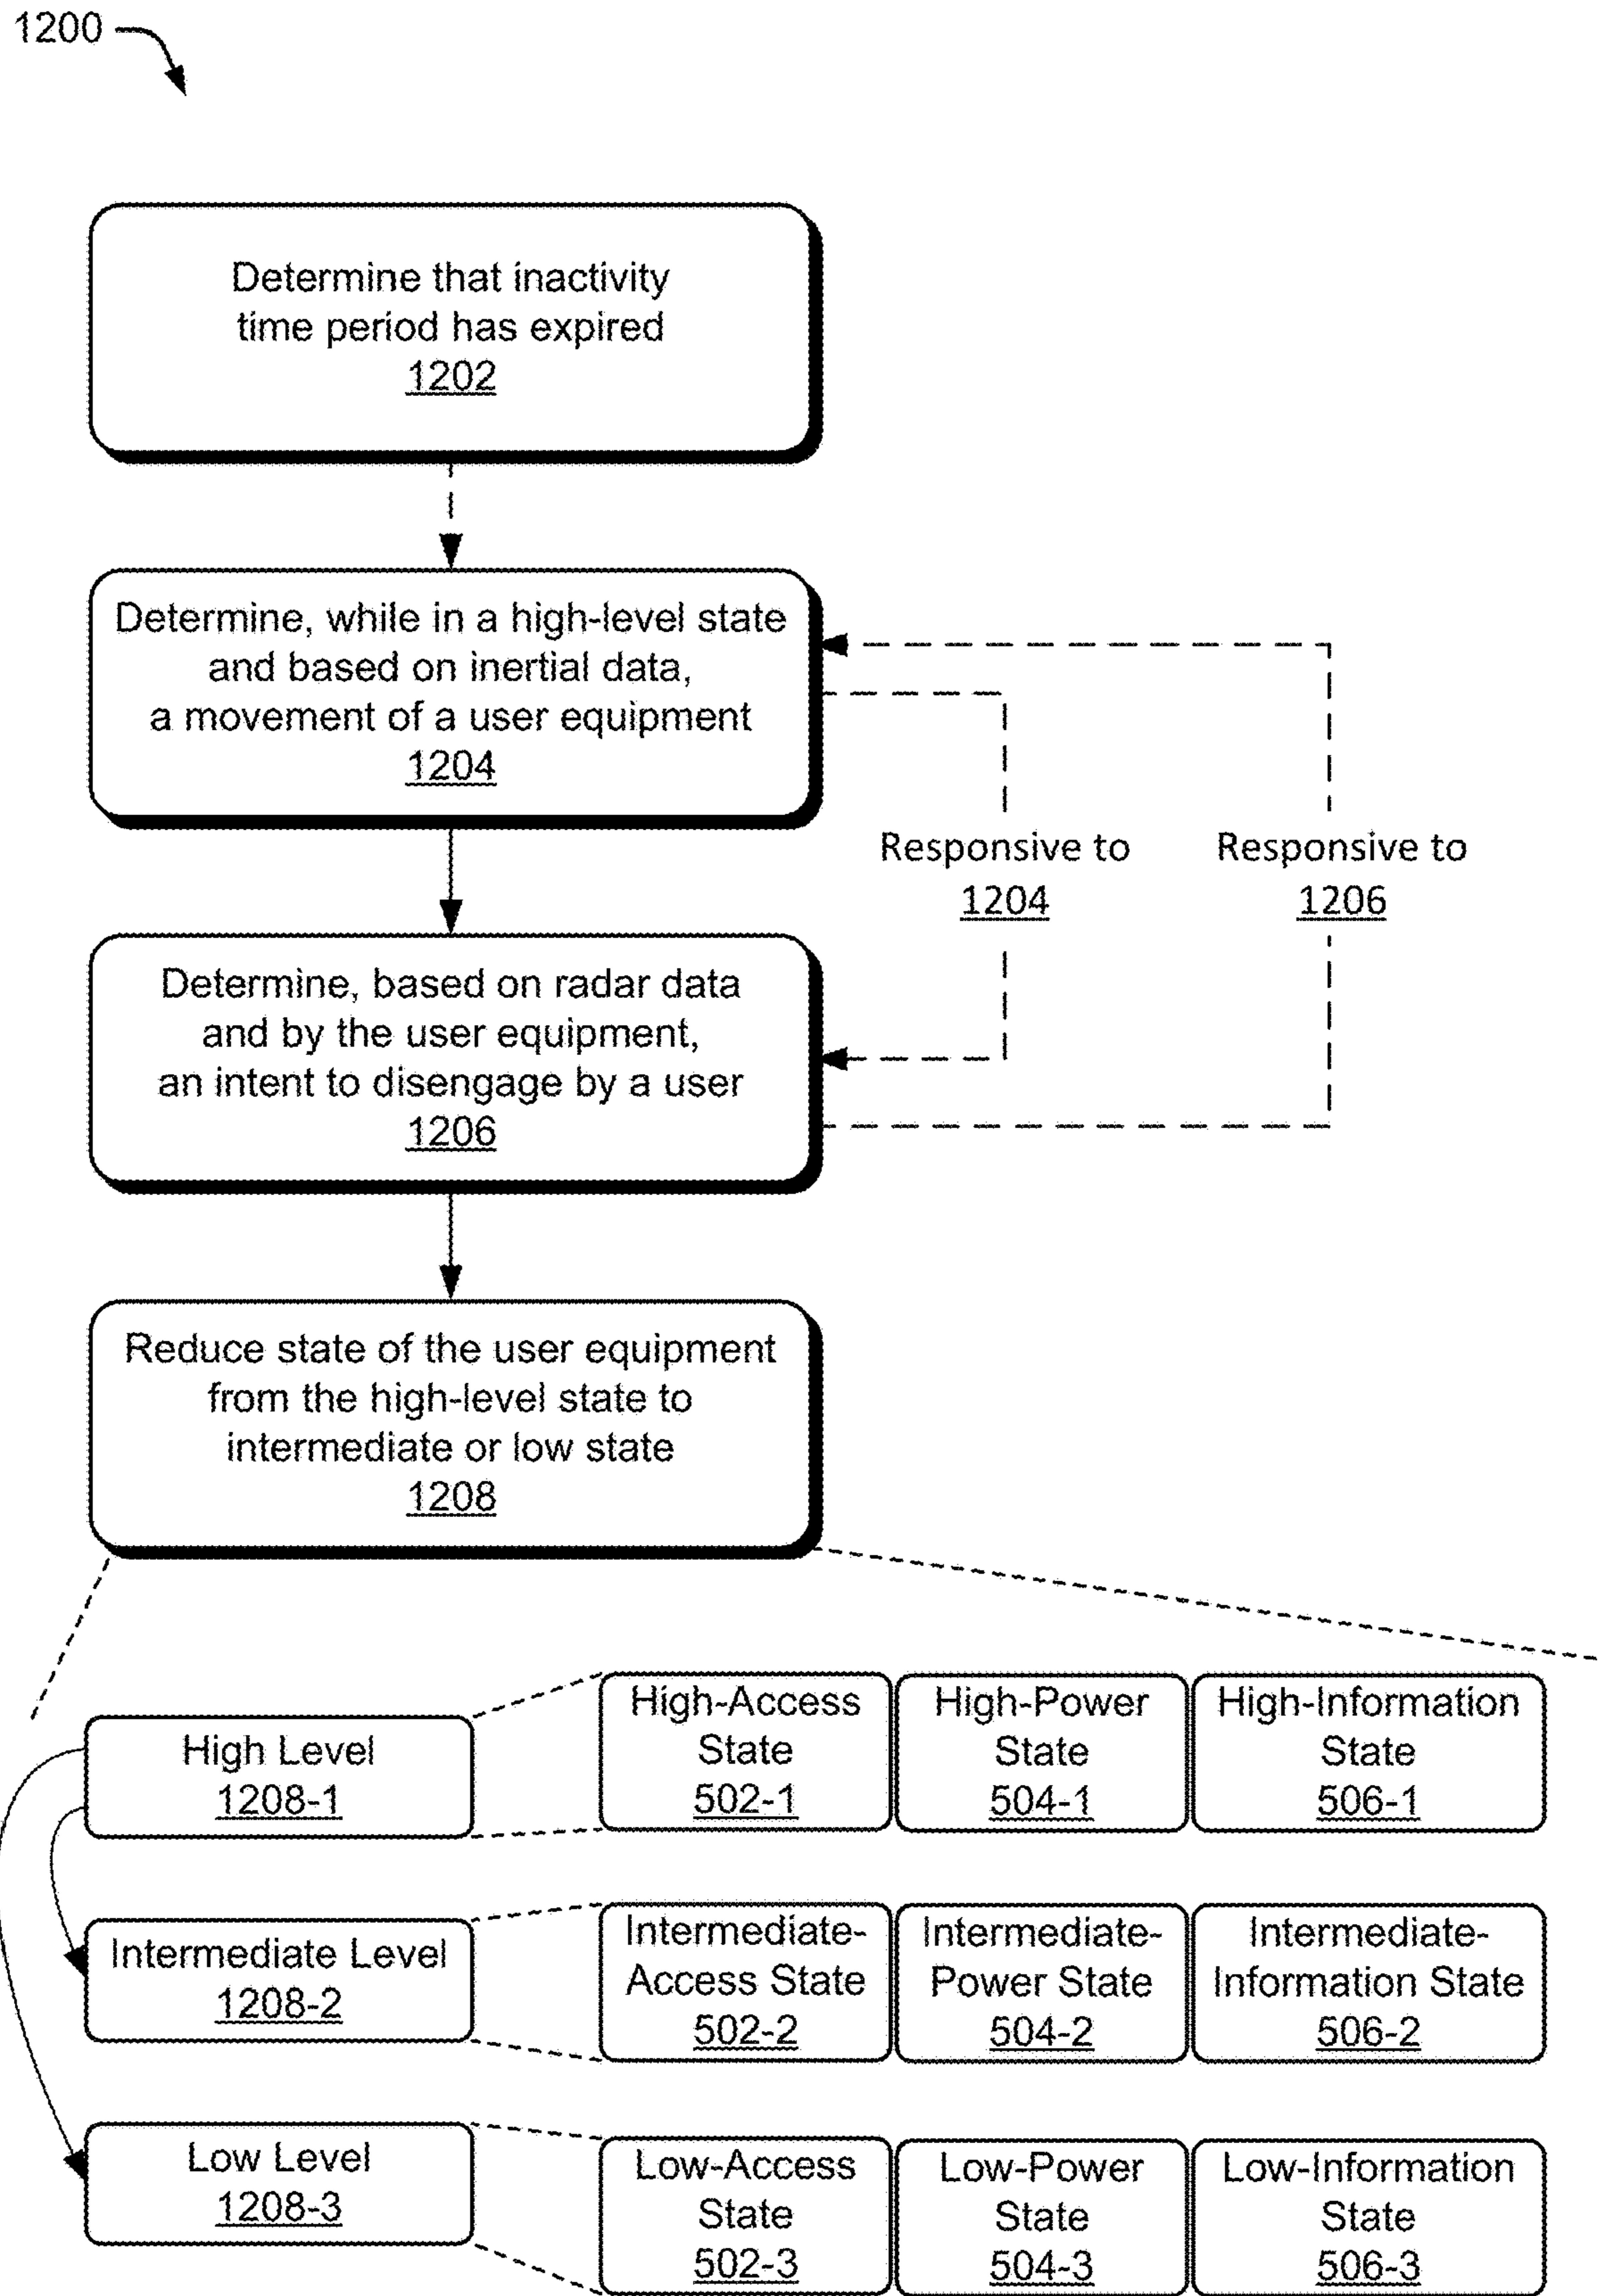 1200
Determine that inactivity
time period has expired
1202
Determine, while in a high-level state
and based on inertial data,
a movement of a user equipment
1204
Responsive to
1204
Responsive to
1206
Determine, based on radar data
and by the user equipment,
an intent to disengage by a user
1206
Reduce state of the user equipment
from the high-level state to
intermediate or low state
1208
High Level
1208-1
High-Access
State
502-1
High-Power
State
504-1
High-Information
State
506-1
Intermediate Level
1208-2
Intermediate-
Access State
502-2
Intermediate-
Power State
504-2
Intermediate-
Information State
506-2
Low Level
1208-3
Low-Access
State
502-3
Low-Power
State
504-3
Low-Information
State
506-3